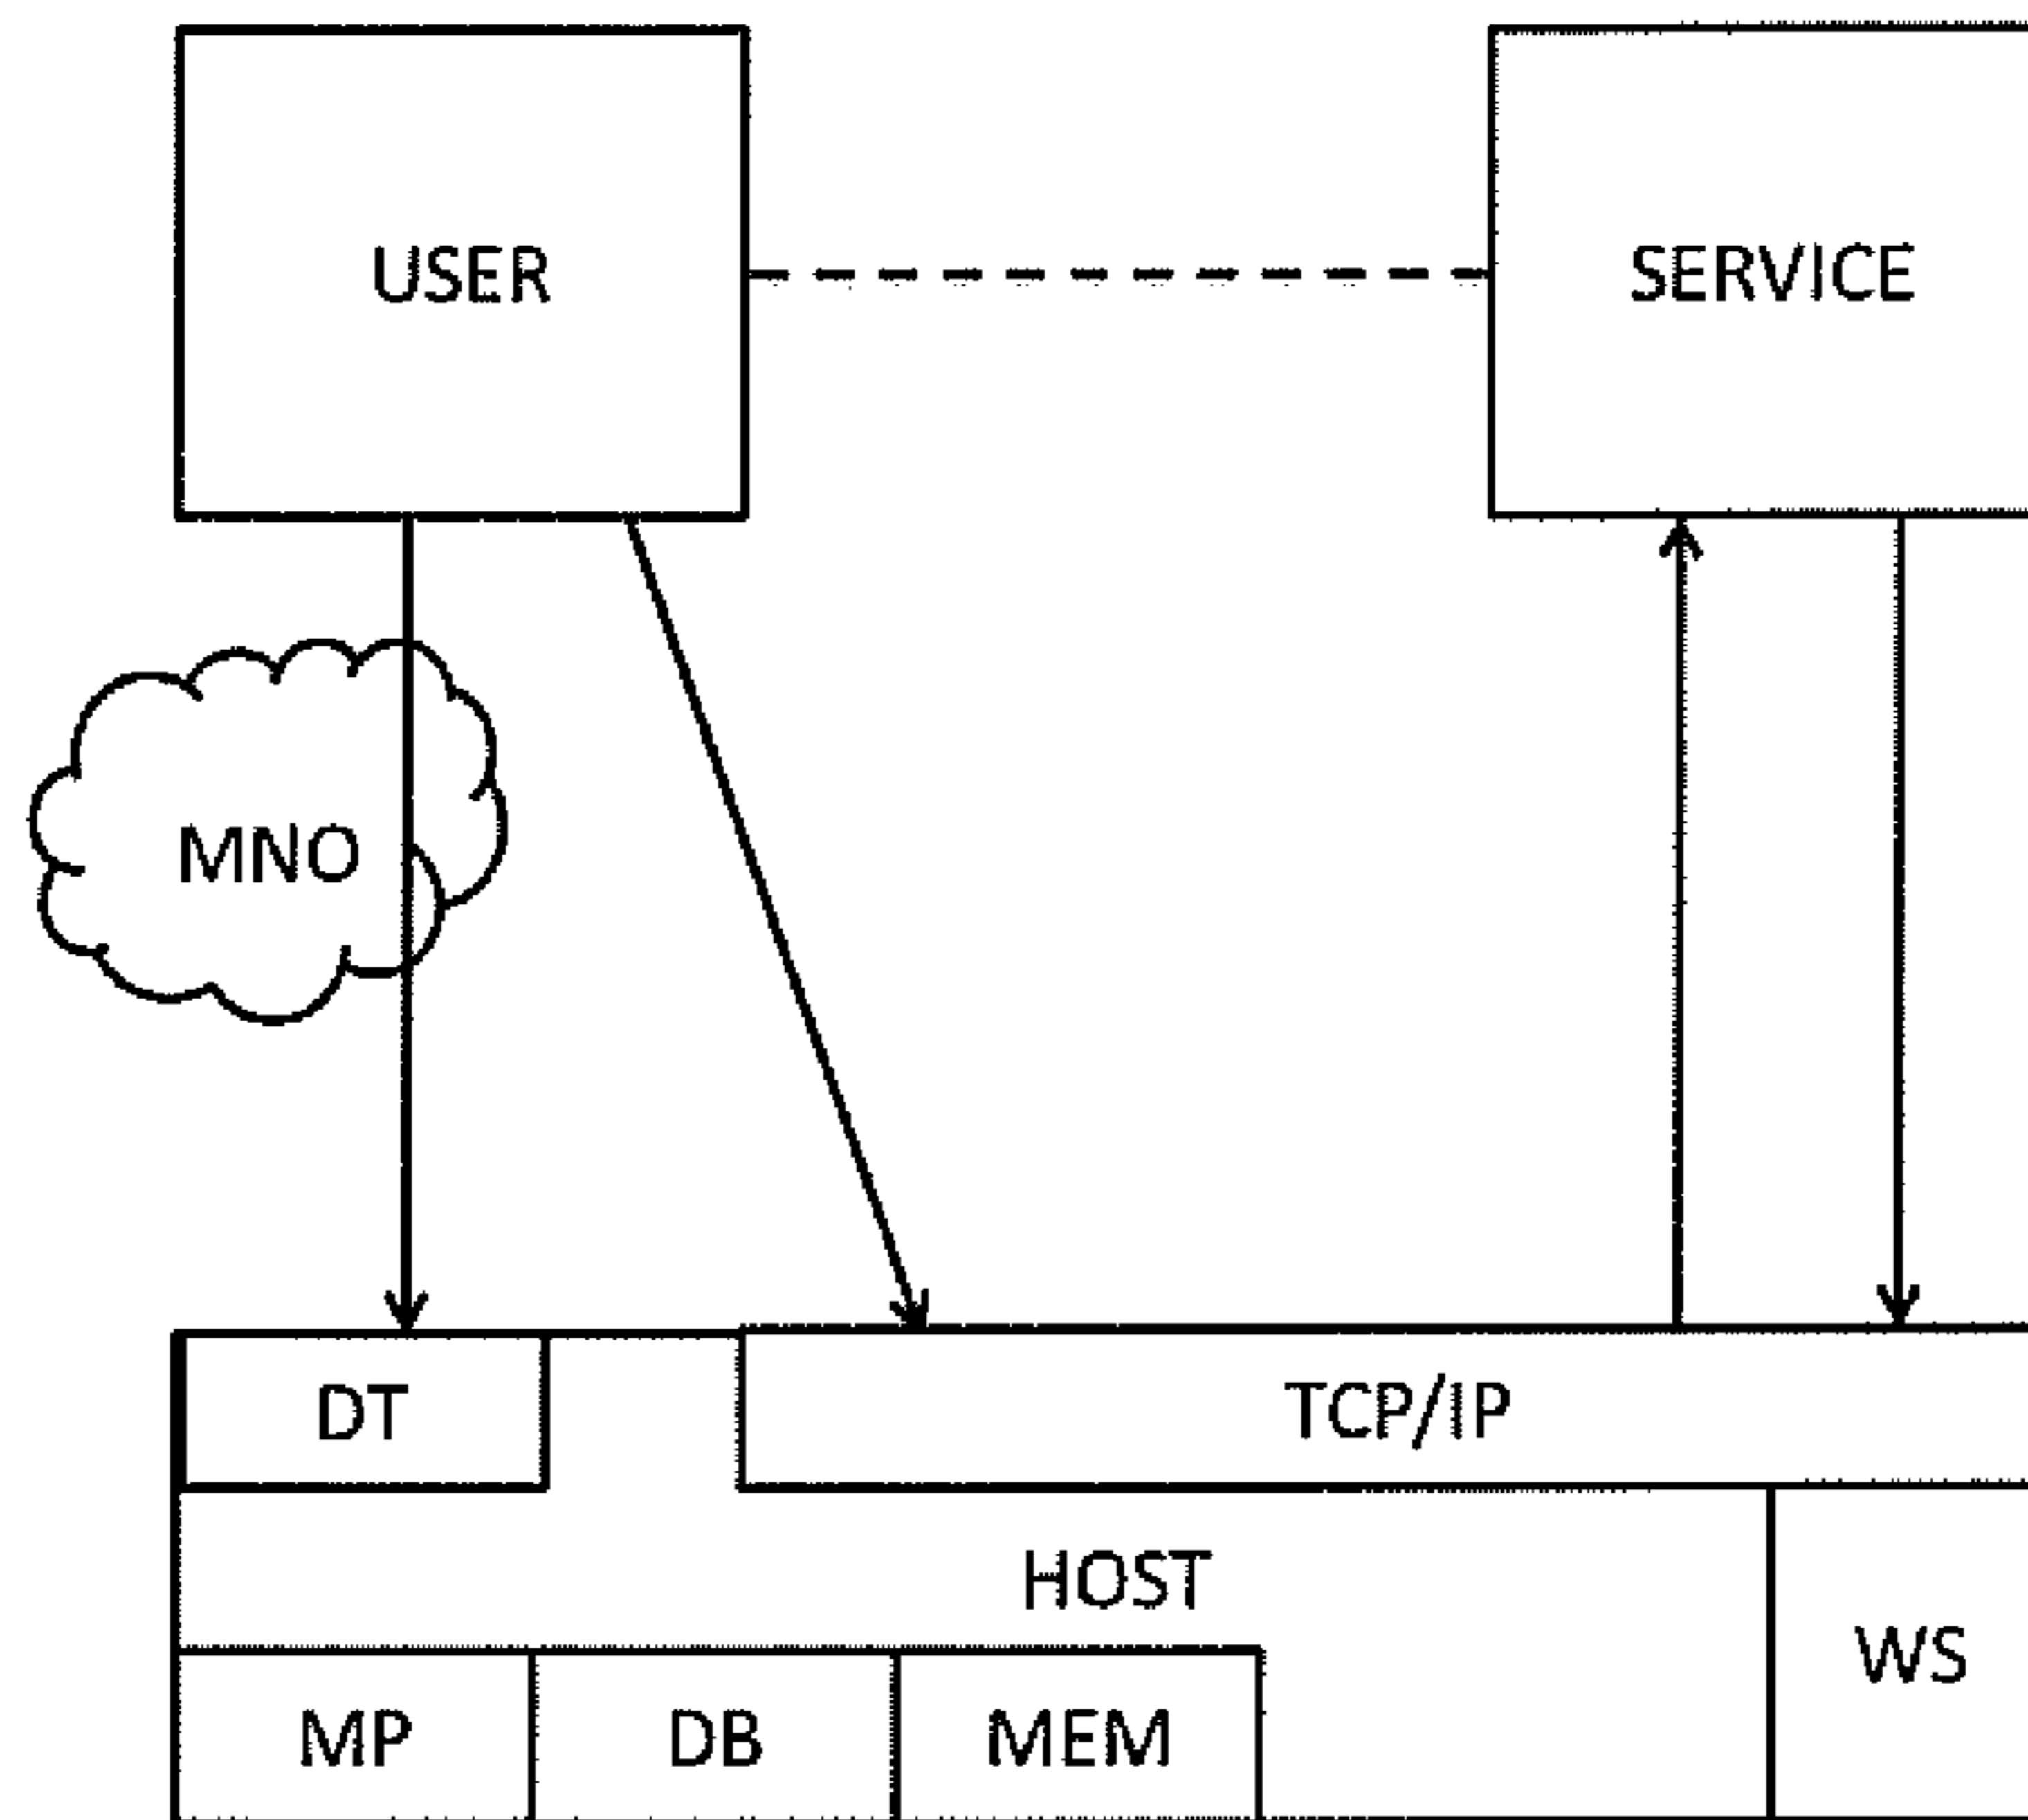 USER
SERVICE
MNO
DT
TCP/IP
HOST
WS
MP
DB
MEM